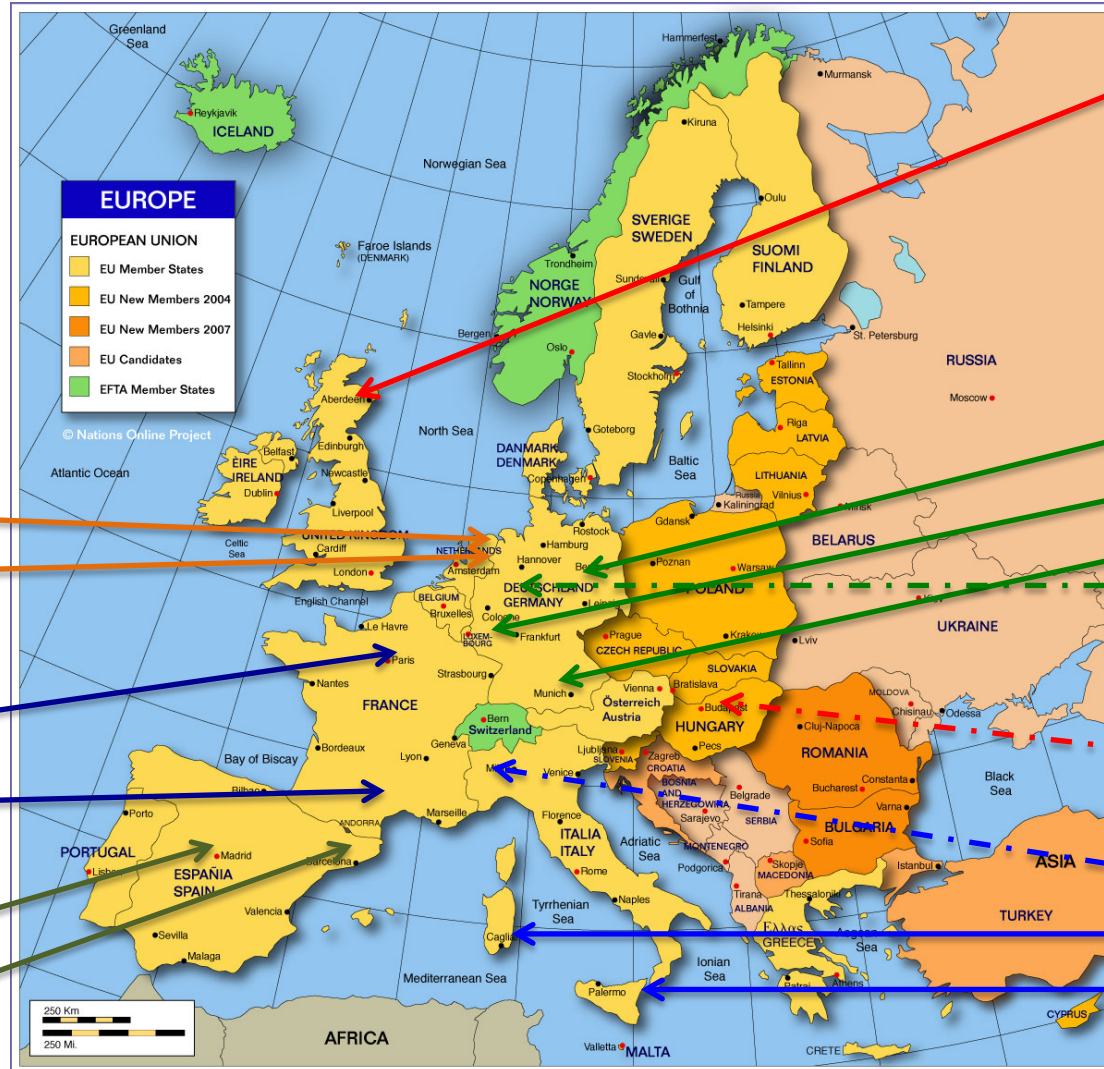 Greenland
Sea
Hammerfest
Murmansk
Reykjavik
ICELAND
Kiruna
Norwegian Sea
EUROPE
EUROPEAN UNION
EU Member States
EU New Members 2004
EU New Members 2007
EU Candidates
EFTA Member States
© Nations Online Project
Faroe Islands
(DENMARK)
Oulu
SVERIGE
SWEDEN
SUOMI
FINLAND
Trondheim
NORGE
NORWAY
Gulf
of
Bothnia
Tampere
Helsinki
St. Petersburg
Bergen
Oslo
Gavle
Stockholm
RUSSIA
Moscow
Tallinn
ESTONIA
Riga
LATVIA
Aberdeen
North Sea
Goteborg
Edinburgh
Atlantic Ocean
Belfast
ÉIRE
IRELAND
Dublin
Newcastle
Liverpool
DANMARK
DENMARK
Copenhagen
Baltic
Sea
LITHUANIA
Vilnius
Russia
Kaliningrad
Minsk
BELARUS
Gdansk
Rostock
Hamburg
Celtic
Sea
UNITED KINGDOM
Cardiff
London
NETHERLANDS
Amsterdam
Hannover
Poznan
Warsaw
POLAND
DEUTSCHLAND
GERMANY
English Channel
BELGIUM
Bruxelles
Cologne
LUXEM-
BOURG
Frankfurt
Le Havre
Paris
Prague
CZECH REPUBLIC
Krakow
Lviv
UKRAINE
Strasbourg
Nantes
FRANCE
Munich
SLOVAKIA
Vienna
Bratislava
Österreich
Austria
Budapest
HUNGARY
MOLDOVA
Chisinau
Odessa
Bern
Switzerland
Geneva
Cluj-Napoca
Pecs
ROMANIA
Bordeaux
Lyon
Bay of Biscay
Venice
Ljubljana
SLOVENIA
Zagreb
CROATIA
BOSNIA
AND
HERZEGOWINA
Sarajevo
Belgrade
SERBIA
Bucharest
Constanta
Black
Sea
Varna
BULGARIA
Sofia
Bilbao
Porto
ANDORRA
Marseille
Florence
ITALIA
ITALY
Adriatic
Sea
MONTENEGRO
Podgorica
Skopje
MACEDONIA
Istanbul
ASIA
PORTUGAL
Madrid
ESPAÑIA
SPAIN
Barcelona
Rome
Tirana
ALBANIA
Thessaloniki
Valencia
Naples
Tyrrhenian
Sea
TURKEY
Sevilla
Malaga
Ελλας
GREECE
Aegean
Sea
Ionian
Sea
Mediterranean Sea
Palermo
Patrai
Athens
250 Km
250 Mi.
AFRICA
Valletta
MALTA
CRETE
CYPRUS